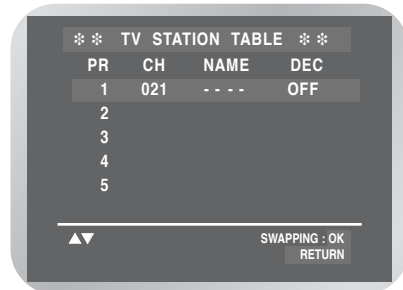 ❇❇ TV STATION TABLE ❇❇
PR CH NAME DEC
1 021 - - - - OFF
2
3
4
5
▲▼ SWAPPING : OK
RETURN